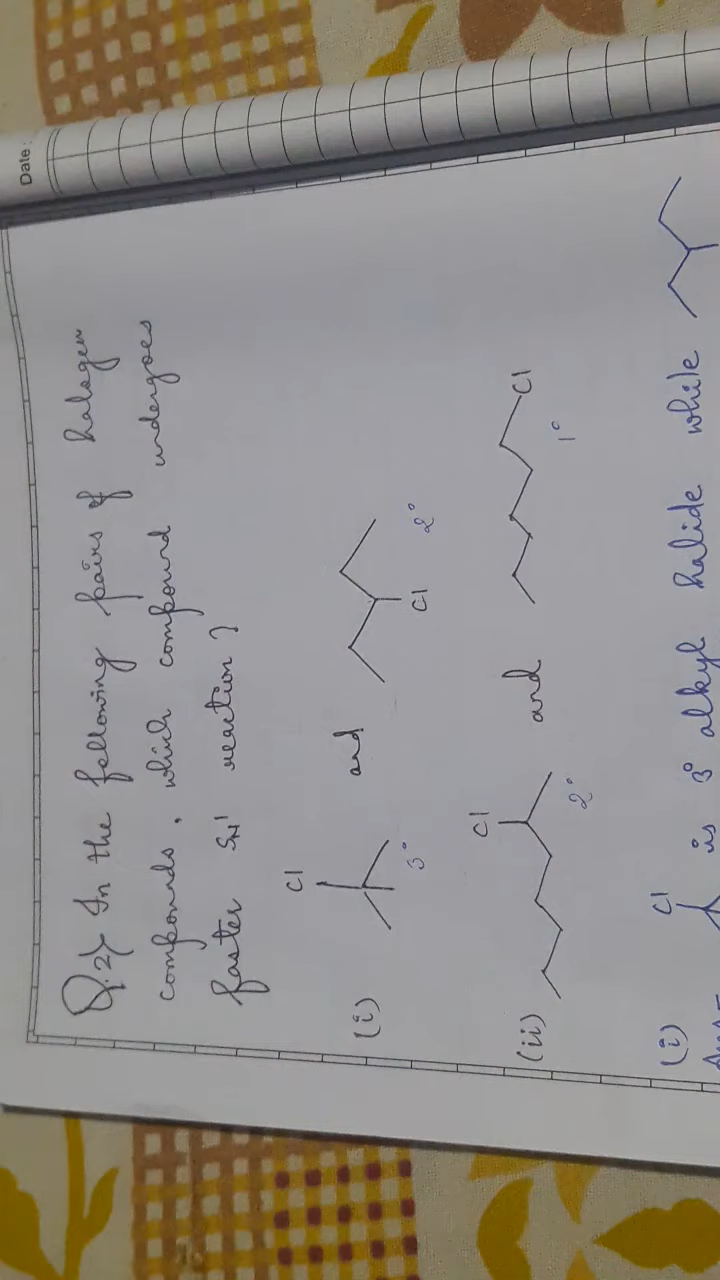 Date:
Q.2) In the following pairs of halogen
compounds, which compound undergoes
faster SN1 reaction?
(i) Cl 3° and Cl 2°
(ii) Cl 2° and Cl 1°
(i) Cl is 3° alkyl halide while